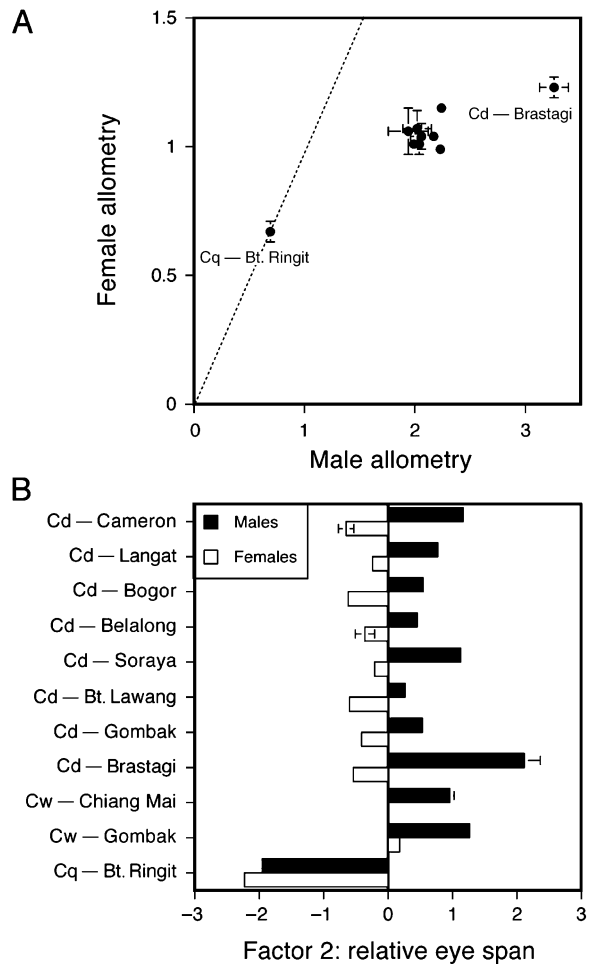 A
1.5
1
0.5
0
Female allometry
Cd — Brastagi
Cq — Bt. Ringit
0 1 2 3
Male allometry
B
Males
Females
Cd — Cameron
Cd — Langat
Cd — Bogor
Cd — Belalong
Cd — Soraya
Cd — Bt. Lawang
Cd — Gombak
Cd — Brastagi
Cw — Chiang Mai
Cw — Gombak
Cq — Bt. Ringit
−3 −2 −1 0 1 2 3
Factor 2: relative eye span